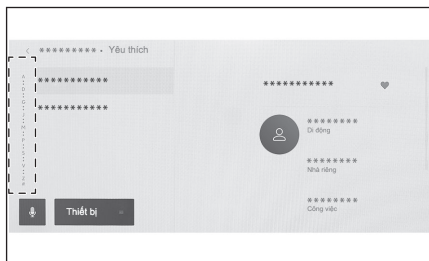 < ********* • Yêu thích
***********
***********
A
•
D
•
G
•
J
•
M
•
P
•
S
•
V
•
Z
#
Thiết bị
***********
********
Di động
********
Nhà riêng
********
Công việc